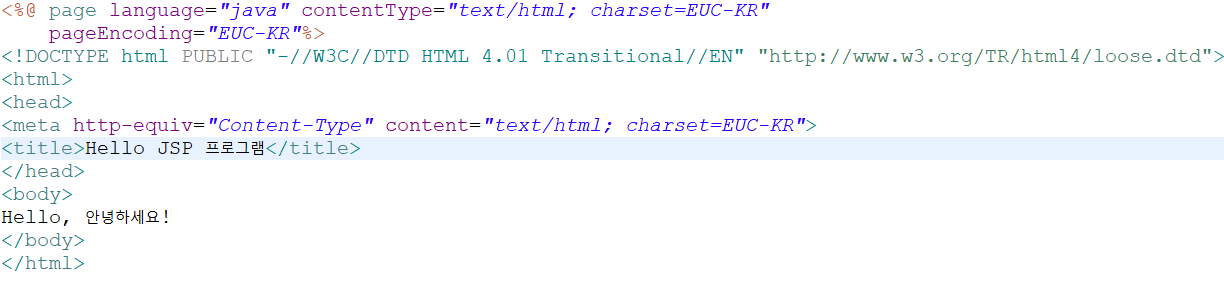 <%@ page language="java" contentType="text/html; charset=EUC-KR"
    pageEncoding="EUC-KR"%>
<!DOCTYPE html PUBLIC "-//W3C//DTD HTML 4.01 Transitional//EN" "http://www.w3.org/TR/html4/loose.dtd">
<html>
<head>
<meta http-equiv="Content-Type" content="text/html; charset=EUC-KR">
<title>Hello JSP 프로그램</title>
</head>
<body>
Hello, 안녕하세요!
</body>
</html>